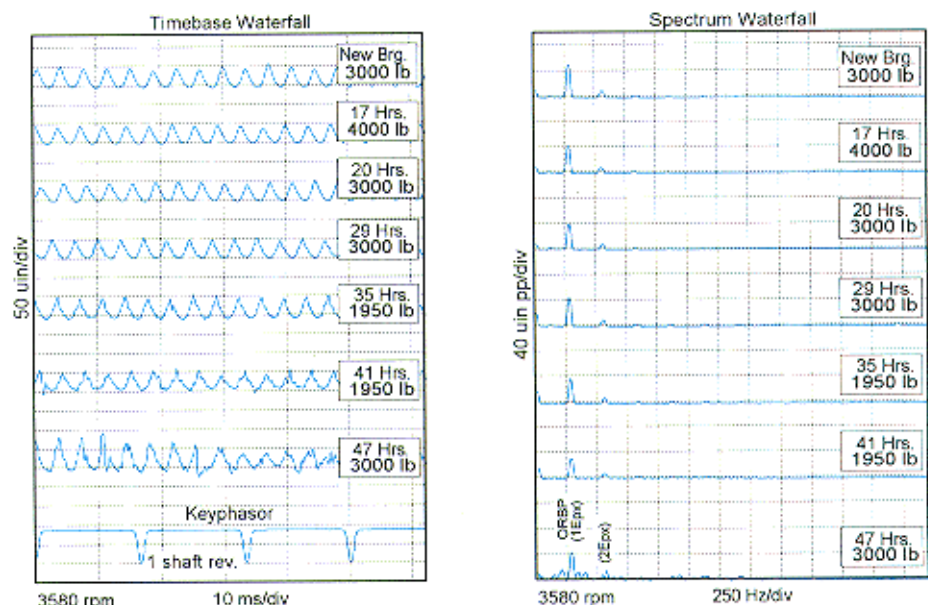 Timebase Waterfall
New Brg.
3000 lb
17 Hrs.
4000 lb
20 Hrs.
3000 lb
29 Hrs.
3000 lb
35 Hrs.
1950 lb
41 Hrs.
1950 lb
47 Hrs.
3000 lb
50 uin/div
Keyphasor
1 shaft rev.
3580 rpm
10 ms/div
Spectrum Waterfall
New Brg.
3000 lb
17 Hrs.
4000 lb
20 Hrs.
3000 lb
29 Hrs.
3000 lb
35 Hrs.
1950 lb
41 Hrs.
1950 lb
47 Hrs.
3000 lb
40 uin pp/div
ORBP
(1Epx)
(2Epx)
3580 rpm
250 Hz/div